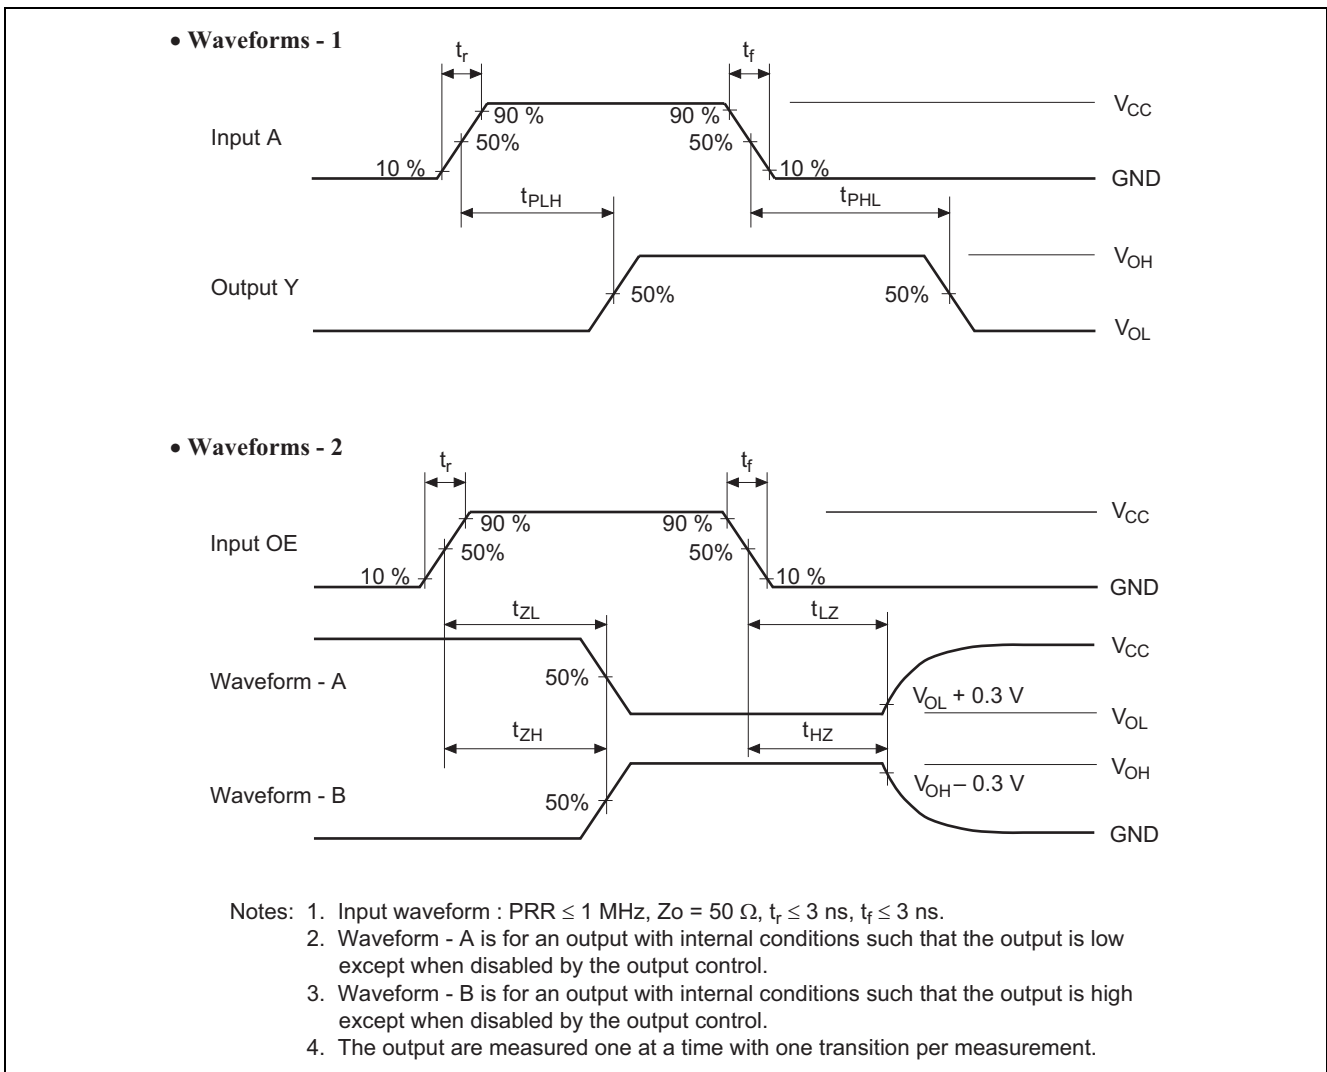 • Waveforms - 1
tr
tf
VCC
90 %
90 %
Input A
50%
50%
10 %
10 %
GND
tPLH
tPHL
VOH
Output Y
50%
50%
VOL
• Waveforms - 2
tr
tf
VCC
90 %
90 %
Input OE
50%
50%
10 %
10 %
GND
tZL
tLZ
VCC
Waveform - A
50%
VOL + 0.3 V
VOL
tZH
tHZ
VOH
Waveform - B
50%
VOH – 0.3 V
GND
Notes: 1. Input waveform : PRR ≤ 1 MHz, Zo = 50 Ω, tr ≤ 3 ns, tf ≤ 3 ns.
2. Waveform - A is for an output with internal conditions such that the output is low
except when disabled by the output control.
3. Waveform - B is for an output with internal conditions such that the output is high
except when disabled by the output control.
4. The output are measured one at a time with one transition per measurement.